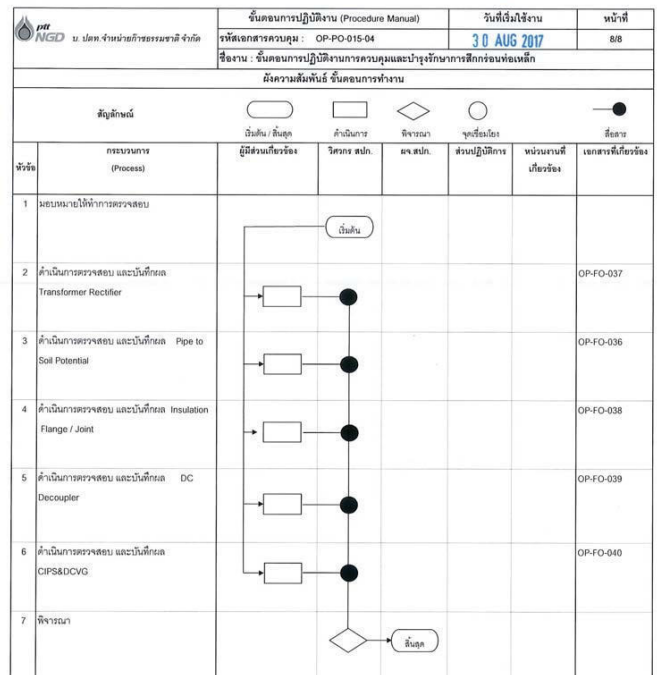 ptt
NGD บ. ปตท.จำหน่ายก๊าซธรรมชาติ จำกัด
ขั้นตอนการปฏิบัติงาน (Procedure Manual)
วันที่เริ่มใช้งาน
หน้าที่
รหัสเอกสารควบคุม : OP-PO-015-04
30 AUG 2017
8/8
ชื่องาน : ขั้นตอนการปฏิบัติงานการควบคุมและบำรุงรักษาการสึกกร่อนท่อเหล็ก
ผังความสัมพันธ์ ขั้นตอนการทำงาน
สัญลักษณ์
เริ่มต้น / สิ้นสุด
ดำเนินการ
พิจารณา
จุดเชื่อมโยง
สื่อสาร
หัวข้อ
กระบวนการ
(Process)
ผู้มีส่วนเกี่ยวข้อง
วิศวกร สปก.
ผจ.สปก.
ส่วนปฏิบัติการ
หน่วยงานที่
เกี่ยวข้อง
เอกสารที่เกี่ยวข้อง
1 มอบหมายให้ทำการตรวจสอบ
เริ่มต้น
2 ดำเนินการตรวจสอบ และบันทึกผล
Transformer Rectifier
OP-FO-037
3 ดำเนินการตรวจสอบ และบันทึกผล Pipe to
Soil Potential
OP-FO-036
4 ดำเนินการตรวจสอบ และบันทึกผล Insulation
Flange / Joint
OP-FO-038
5 ดำเนินการตรวจสอบ และบันทึกผล DC
Decoupler
OP-FO-039
6 ดำเนินการตรวจสอบ และบันทึกผล
CIPS&DCVG
OP-FO-040
7 พิจารณา
สิ้นสุด